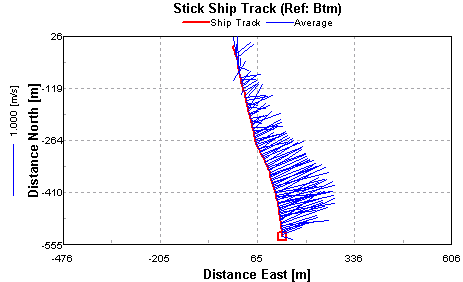 Stick Ship Track (Ref: Btm)
Ship Track Average
26
-119
-264
-410
-555
-476 -205 65 336 606
Distance East [m]
Distance North [m]
1.000 [m/s]